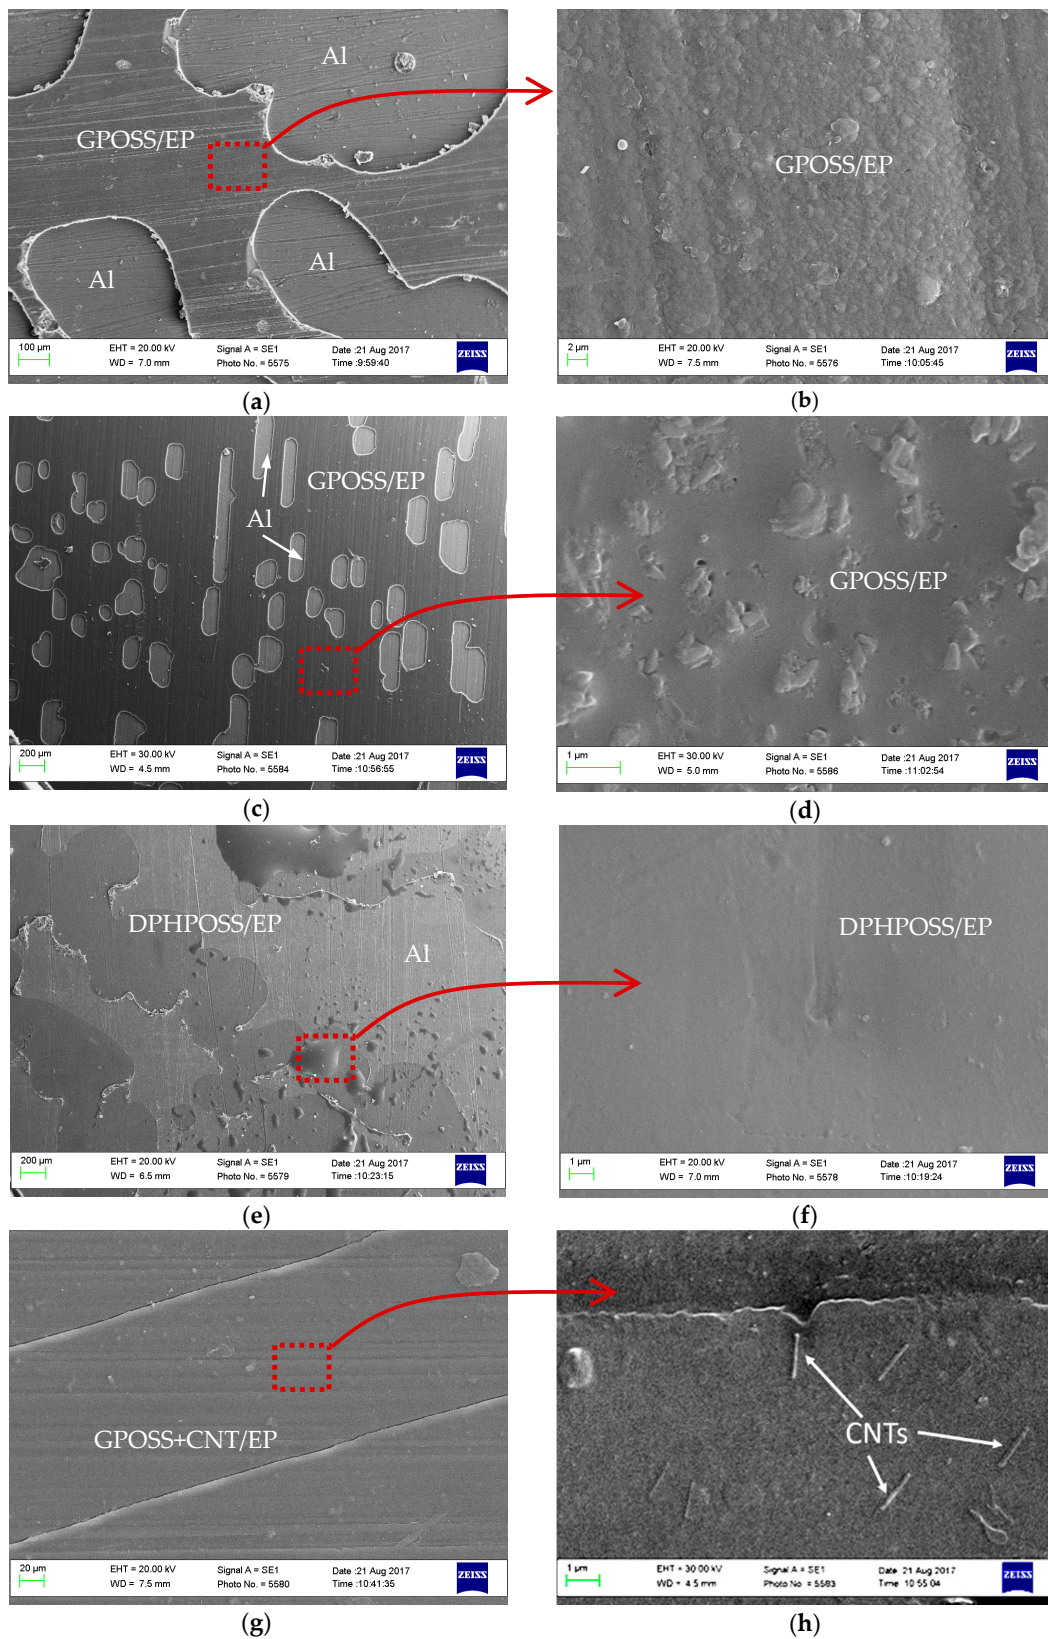 Al
GPOSS/EP
Al
Al
100 µm
EHT = 20.00 kV
WD = 7.0 mm
Signal A = SE1
Photo No. = 5575
Date :21 Aug 2017
Time :9:59:40
ZEISS
(a)
GPOSS/EP
2 µm
EHT = 20.00 kV
WD = 7.5 mm
Signal A = SE1
Photo No. = 5576
Date :21 Aug 2017
Time :10:05:45
ZEISS
(b)
GPOSS/EP
Al
200 µm
EHT = 30.00 kV
WD = 4.5 mm
Signal A = SE1
Photo No. = 5584
Date :21 Aug 2017
Time :10:56:55
ZEISS
(c)
GPOSS/EP
1 µm
EHT = 30.00 kV
WD = 5.0 mm
Signal A = SE1
Photo No. = 5586
Date :21 Aug 2017
Time :11:02:54
ZEISS
(d)
DPHPOSS/EP
Al
200 µm
EHT = 20.00 kV
WD = 6.5 mm
Signal A = SE1
Photo No. = 5579
Date :21 Aug 2017
Time :10:23:15
ZEISS
(e)
DPHPOSS/EP
1 µm
EHT = 20.00 kV
WD = 7.0 mm
Signal A = SE1
Photo No. = 5578
Date :21 Aug 2017
Time :10:19:24
ZEISS
(f)
GPOSS+CNT/EP
20 µm
EHT = 20.00 kV
WD = 7.5 mm
Signal A = SE1
Photo No. = 5580
Date :21 Aug 2017
Time :10:41:35
ZEISS
(g)
CNTs
1 µm
EHT = 30.00 kV
WD = 4.5 mm
Signal A = SE1
Photo No. = 5583
Date :21 Aug 2017
Time :10:55:04
ZEISS
(h)